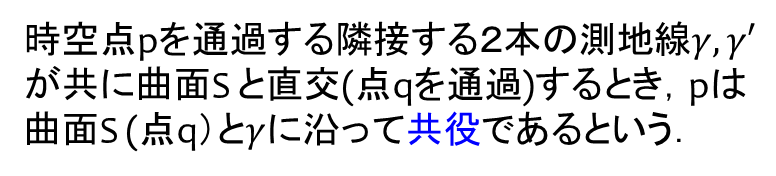 時空点pを通過する隣接する2本の測地線γ, γ′
が共に曲面Sと直交(点qを通過)するとき, pは
曲面S(点q)とγに沿って共役であるという.